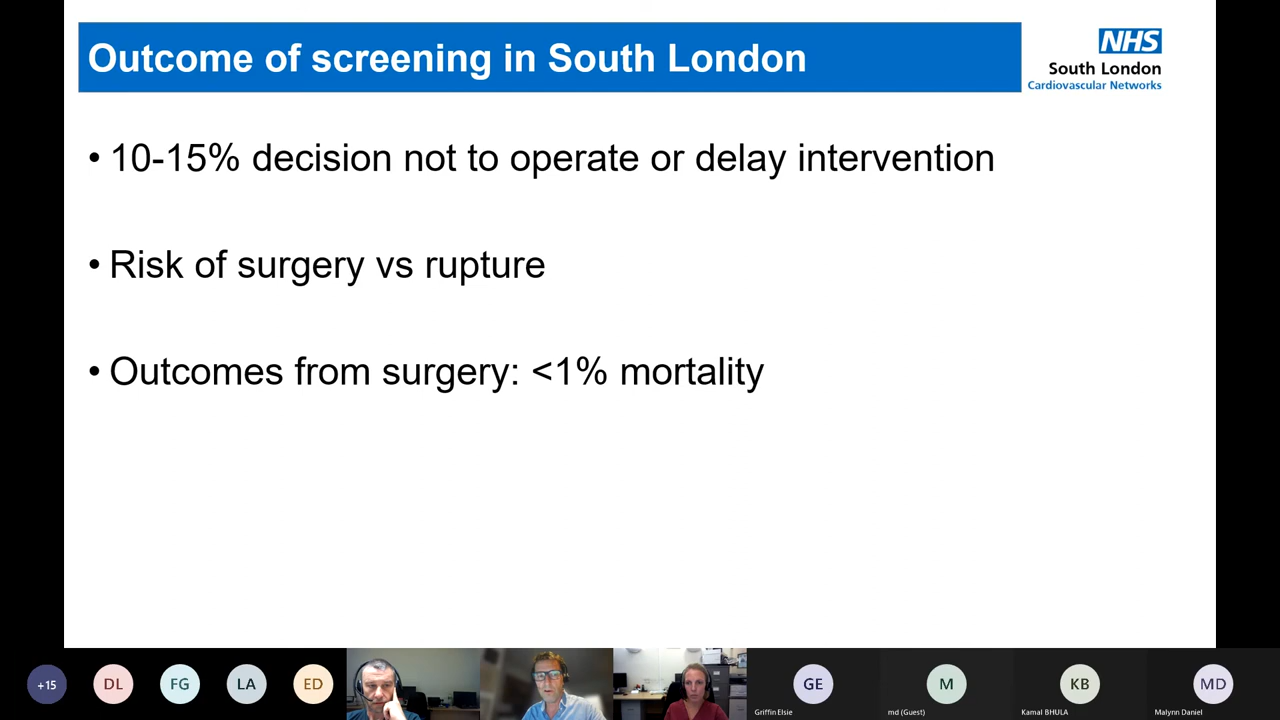 Outcome of screening in South London
NHS
South London
Cardiovascular Networks
• 10-15% decision not to operate or delay intervention
• Risk of surgery vs rupture
• Outcomes from surgery: <1% mortality
+15
DL
FG
LA
ED
GE
M
KB
MD
Griffin Elsie
md (Guest)
Kamal BHULA
Malynn Daniel